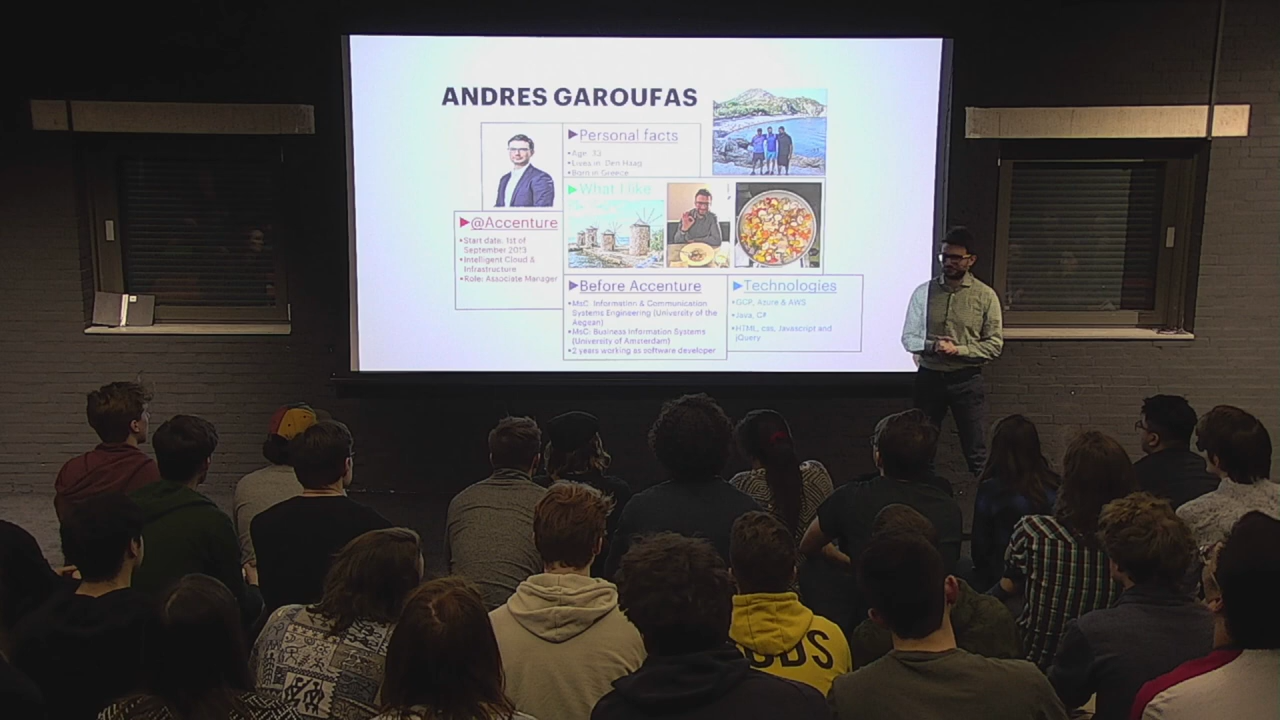 ANDRES GAROUFAS
▶Personal facts
•Age: 33
•Lives in: Den Haag
•Born in Greece
▶What I like
▶@Accenture
•Start date: 1st of
September 2013
•Intelligent Cloud &
Infrastructure
•Role: Associate Manager
▶Before Accenture
•MsC: Information & Communication
Systems Engineering (University of the
Aegean)
•MsC: Business Information Systems
(University of Amsterdam)
•2 years working as software developer
▶Technologies
•GCP, Azure & AWS
•Java, C#
•HTML, css, Javascript and
jQuery